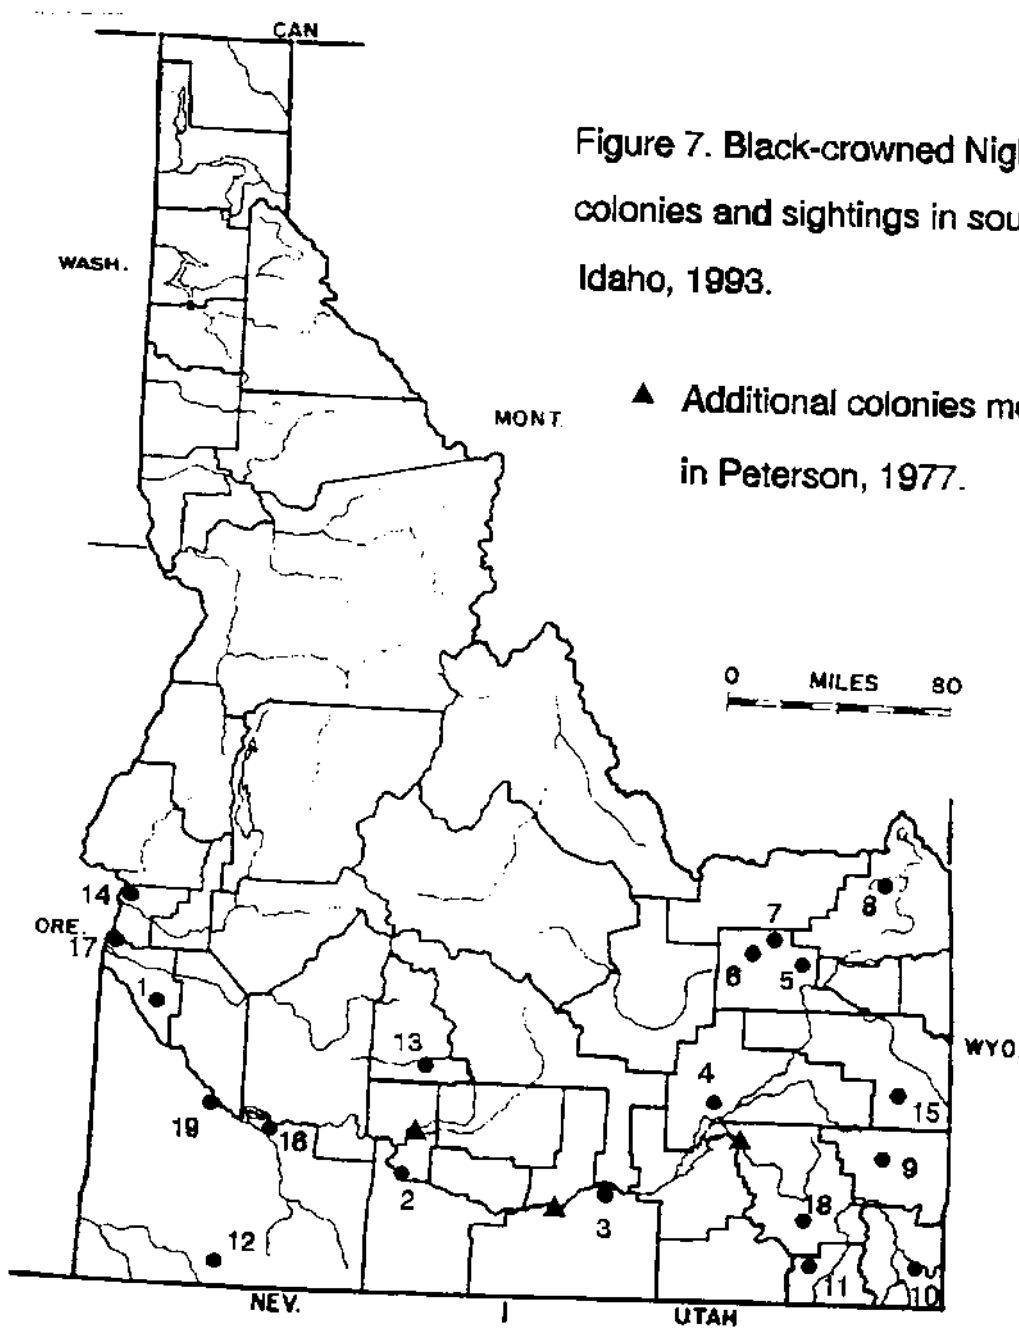 CAN
Figure 7. Black-crowned Nig
colonies and sightings in sou
Idaho, 1993.
WASH.
▲ Additional colonies m
in Peterson, 1977.
MONT.
0 MILES 80
14
8
ORE.
7
17
6
5
1
WYO.
13
4
15
19
16
9
2
18
3
12
11
10
NEV.
UTAH